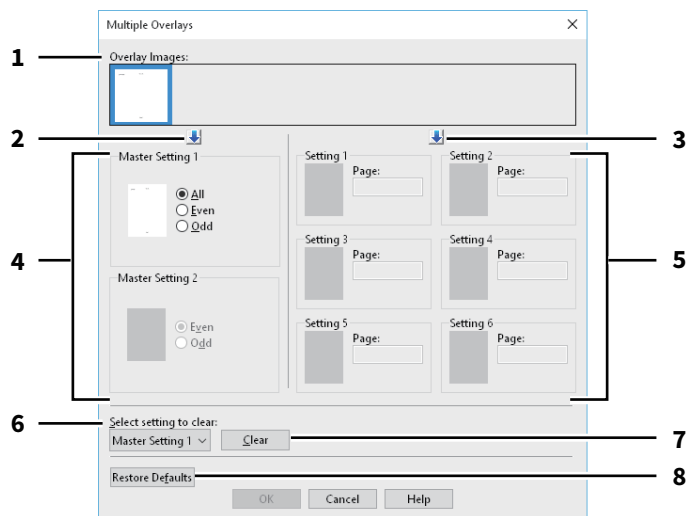 Multiple Overlays
1
Overlay Images:
2
3
Master Setting 1
All
Even
Odd
Setting 1
Page:
Setting 2
Page:
4
5
Setting 3
Page:
Setting 4
Page:
Master Setting 2
Even
Odd
Setting 5
Page:
Setting 6
Page:
6
Select setting to clear:
Master Setting 1
Clear
7
8
Restore Defaults
OK
Cancel
Help